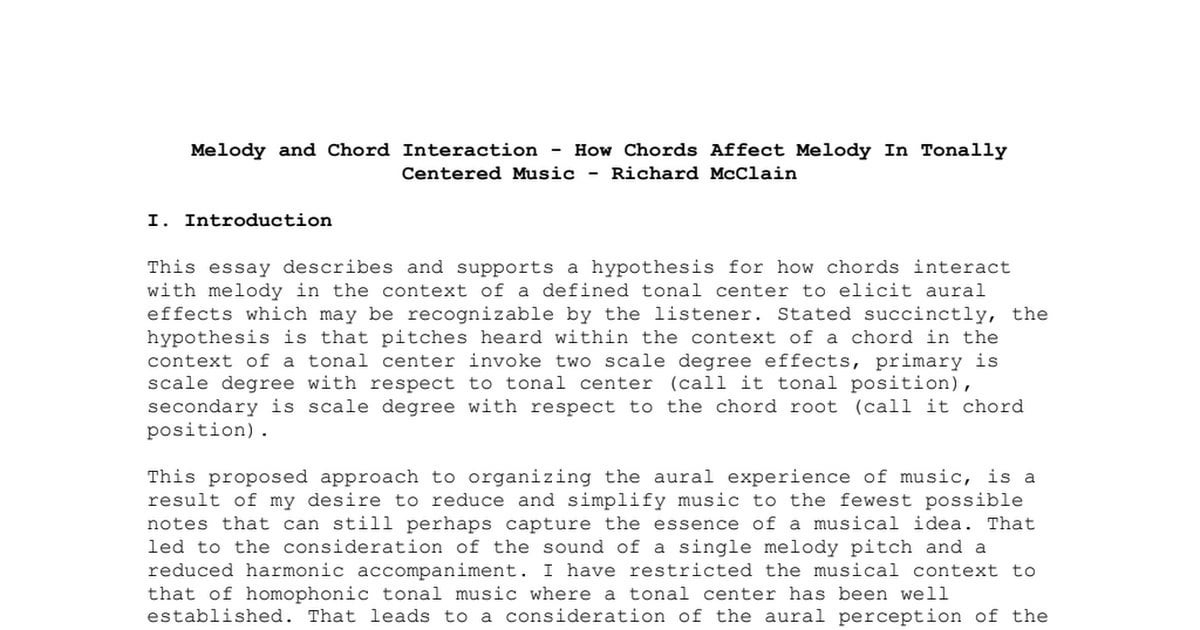 Melody and Chord Interaction - How Chords Affect Melody In Tonally
Centered Music - Richard McClain
I. Introduction
This essay describes and supports a hypothesis for how chords interact
with melody in the context of a defined tonal center to elicit aural
effects which may be recognizable by the listener. Stated succinctly, the
hypothesis is that pitches heard within the context of a chord in the
context of a tonal center invoke two scale degree effects, primary is
scale degree with respect to tonal center (call it tonal position),
secondary is scale degree with respect to the chord root (call it chord
position).
This proposed approach to organizing the aural experience of music, is a
result of my desire to reduce and simplify music to the fewest possible
notes that can still perhaps capture the essence of a musical idea. That
led to the consideration of the sound of a single melody pitch and a
reduced harmonic accompaniment. I have restricted the musical context to
that of homophonic tonal music where a tonal center has been well
established. That leads to a consideration of the aural perception of the